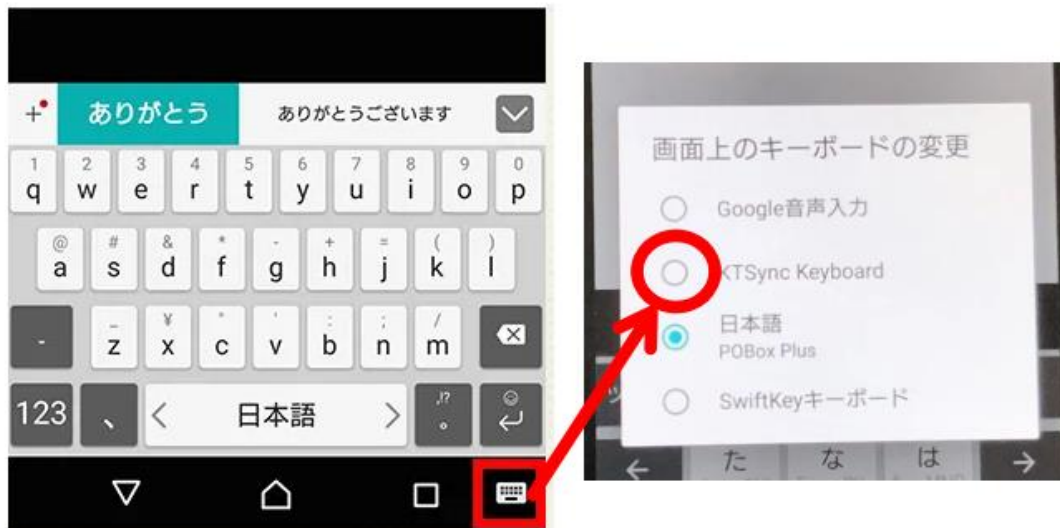 + ありがとう ありがとうございます
1 2 3 4 5 6 7 8 9 0
q w e r t y u i o p
@ # & * - + = ( )
a s d f g h j k l
_ ¥ " ' : ; /
- z x c v b n m
123 、 < 日本語 > ,!? 。
画面上のキーボードの変更
Google音声入力
KTSync Keyboard
日本語
POBox Plus
SwiftKeyキーボード
← た な は →